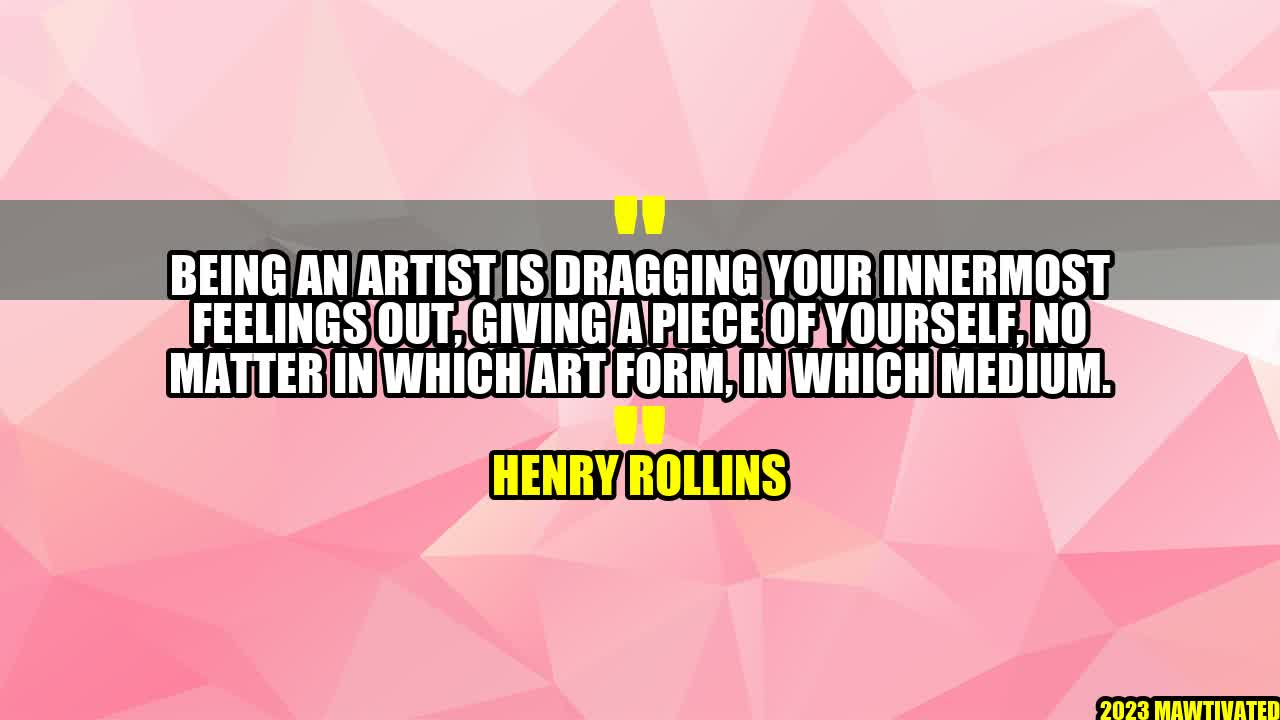 "
BEING AN ARTIST IS DRAGGING YOUR INNERMOST
FEELINGS OUT, GIVING A PIECE OF YOURSELF, NO
MATTER IN WHICH ART FORM, IN WHICH MEDIUM.
"
HENRY ROLLINS
2023 MAWTIVATED